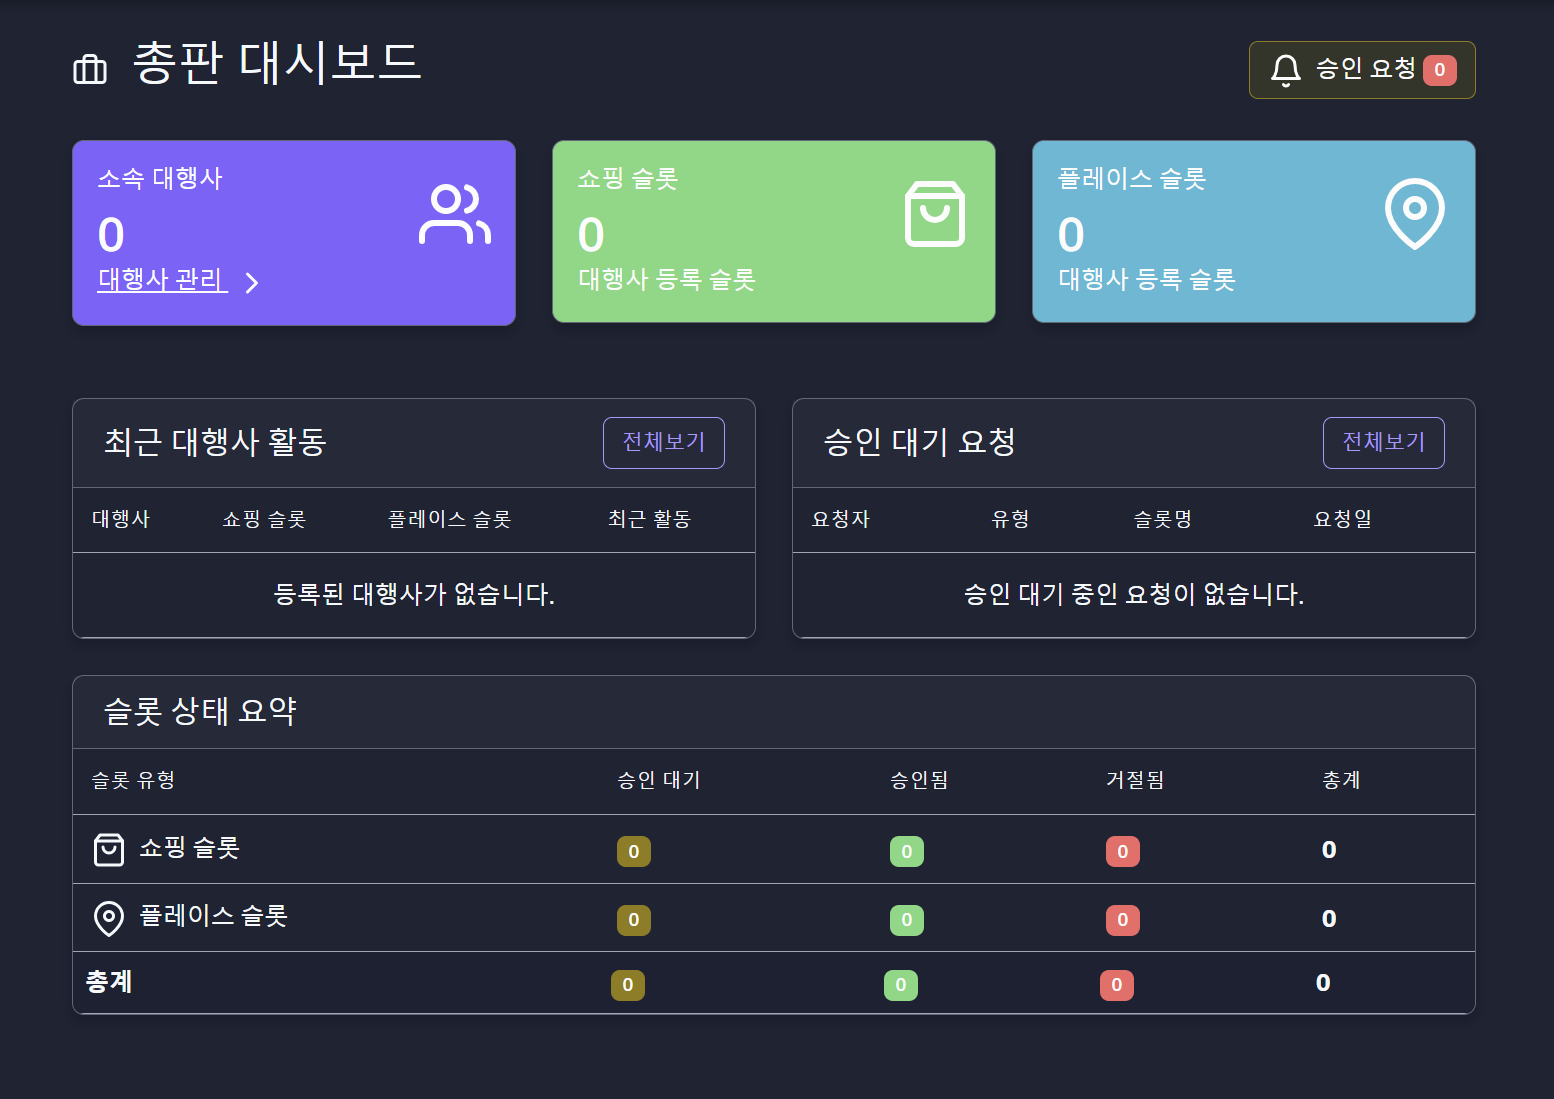 총판 대시보드
승인 요청 0
소속 대행사
0
대행사 관리
쇼핑 슬롯
0
대행사 등록 슬롯
플레이스 슬롯
0
대행사 등록 슬롯
최근 대행사 활동
전체보기
대행사 쇼핑 슬롯 플레이스 슬롯 최근 활동
등록된 대행사가 없습니다.
승인 대기 요청
전체보기
요청자 유형 슬롯명 요청일
승인 대기 중인 요청이 없습니다.
슬롯 상태 요약
슬롯 유형 승인 대기 승인됨 거절됨 총계
쇼핑 슬롯 0 0 0 0
플레이스 슬롯 0 0 0 0
총계 0 0 0 0